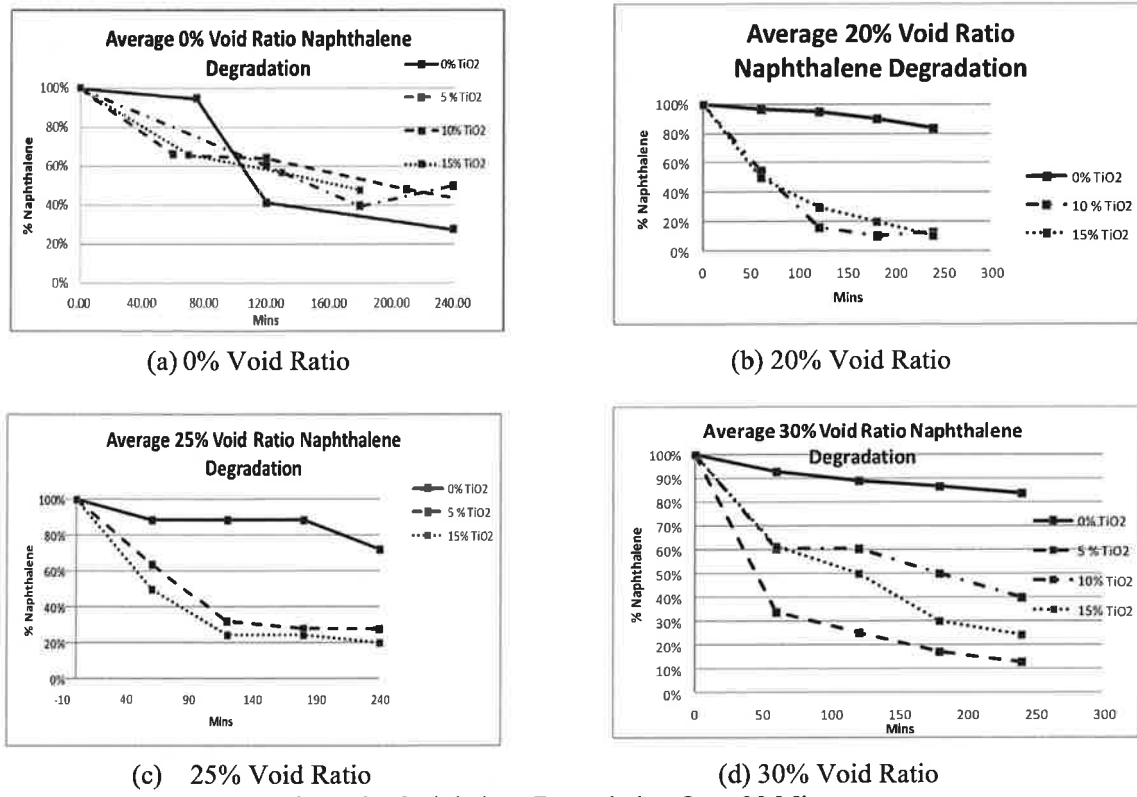 Average 0% Void Ratio Naphthalene
Degradation
0% TiO2
5 % TiO2
10% TiO2
15% TiO2
100%
80%
60%
40%
20%
0%
% Naphthalene
0.00 40.00 80.00 120.00 160.00 200.00 240.00
Mins
(a) 0% Void Ratio
Average 20% Void Ratio
Naphthalene Degradation
100%
80%
60%
40%
20%
0%
% Naphthalene
0% TiO2
10 % TiO2
15% TiO2
0 50 100 150 200 250 300
Mins
(b) 20% Void Ratio
Average 25% Void Ratio Naphthalene
Degradation
0% TiO2
5 % TiO2
15% TiO2
100%
80%
60%
40%
20%
0%
% Naphthalene
-10 40 90 140 190 240
Mins
(c) 25% Void Ratio
Average 30% Void Ratio Naphthalene
Degradation
100%
90%
80%
70%
60%
50%
40%
30%
20%
10%
0%
% Naphthalene
0% TiO2
5 % TiO2
10% TiO2
15% TiO2
0 50 100 150 200 250 300
Mins
(d) 30% Void Ratio